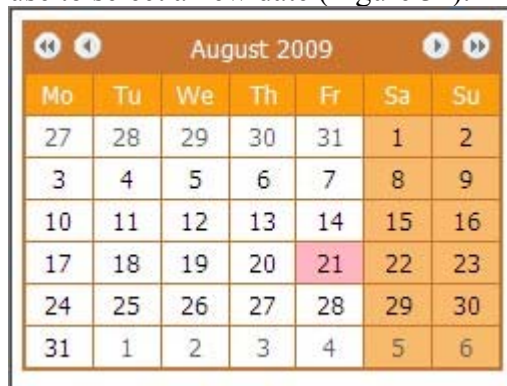 August 2009
Mo Tu We Th Fr Sa Su
27 28 29 30 31 1 2
3 4 5 6 7 8 9
10 11 12 13 14 15 16
17 18 19 20 21 22 23
24 25 26 27 28 29 30
31 1 2 3 4 5 6